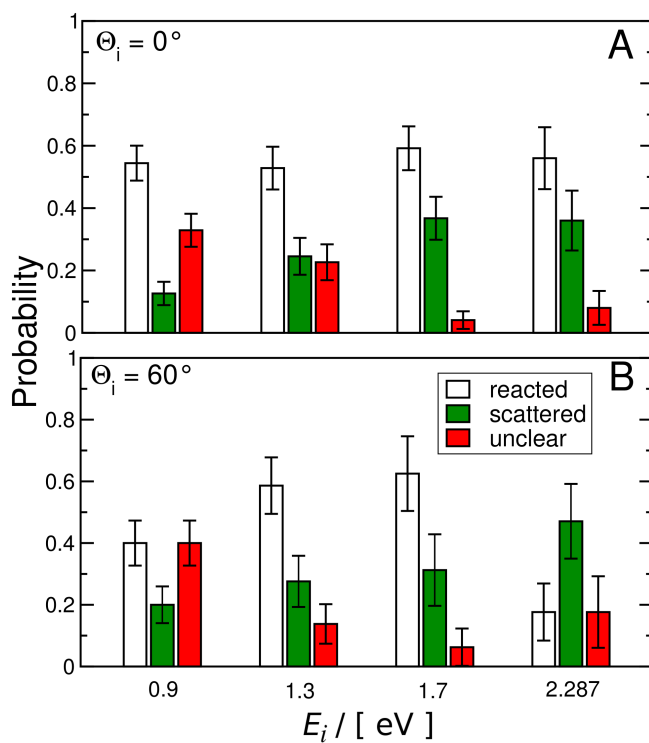 1
Θi = 0°
A
0.8
0.6
0.4
0.2
0
1
Θi = 60°
B
reacted
scattered
unclear
0.8
0.6
0.4
0.2
0
Probability
0.9 1.3 1.7 2.287
Ei / [ eV ]